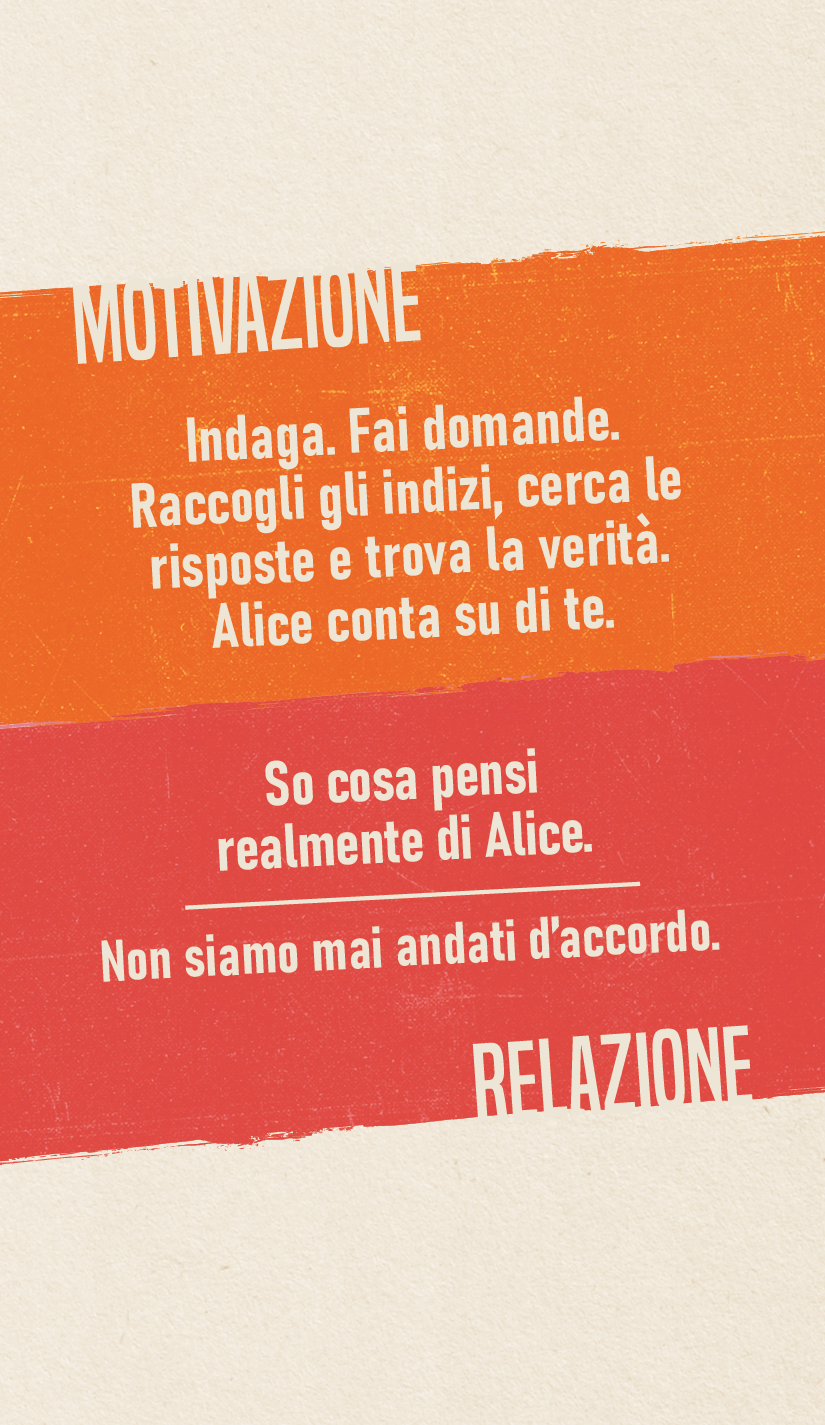 MOTIVAZIONE
Indaga. Fai domande.
Raccogli gli indizi, cerca le
risposte e trova la verità.
Alice conta su di te.
So cosa pensi
realmente di Alice.
Non siamo mai andati d'accordo.
RELAZIONE